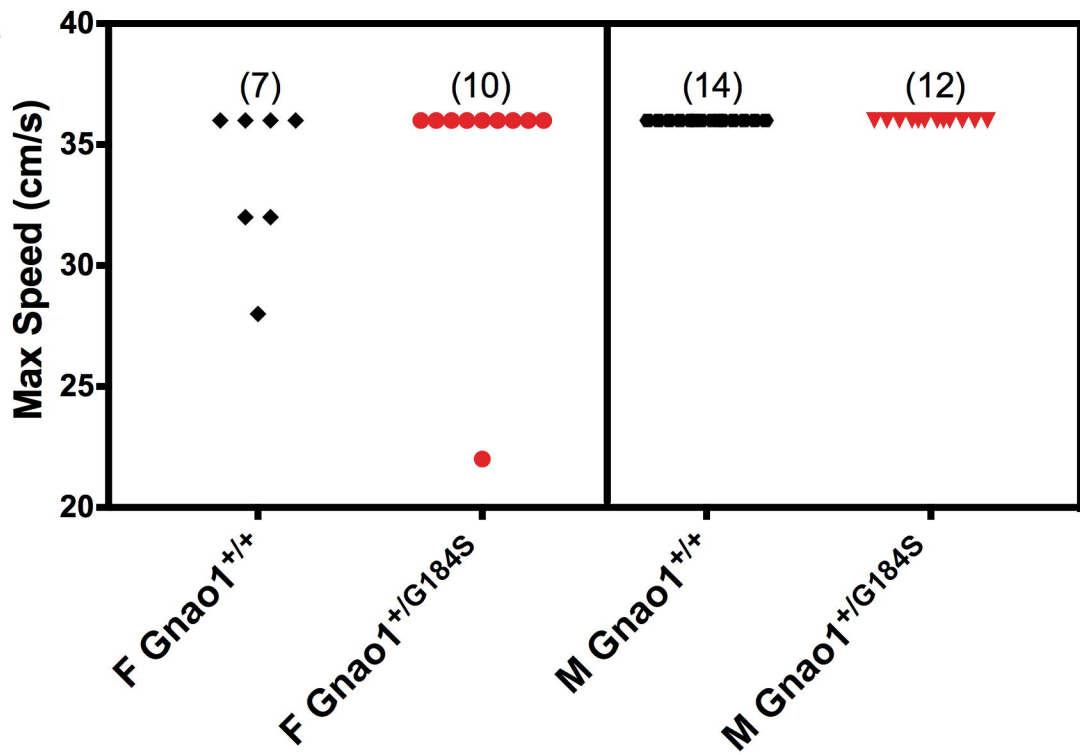 40
35
30
25
20
Max Speed (cm/s)
(7)
(10)
(14)
(12)
F Gnao1+/+
F Gnao1+/G184S
M Gnao1+/+
M Gnao1+/G184S